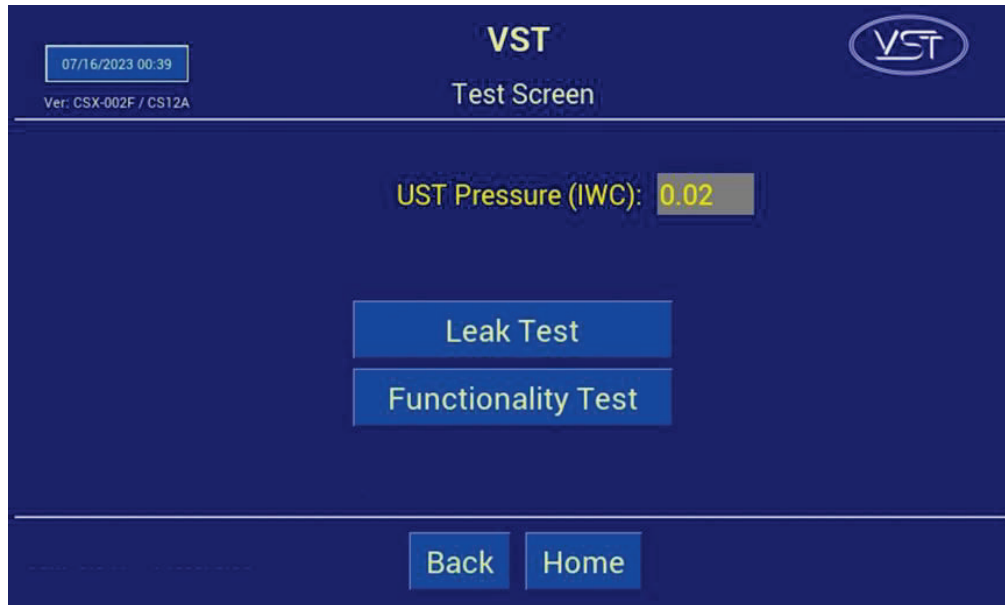 VST
VST
07/16/2023 00:39
Test Screen
Ver: CSX-002F / CS12A
UST Pressure (IWC): 0.02
Leak Test
Functionality Test
Back Home